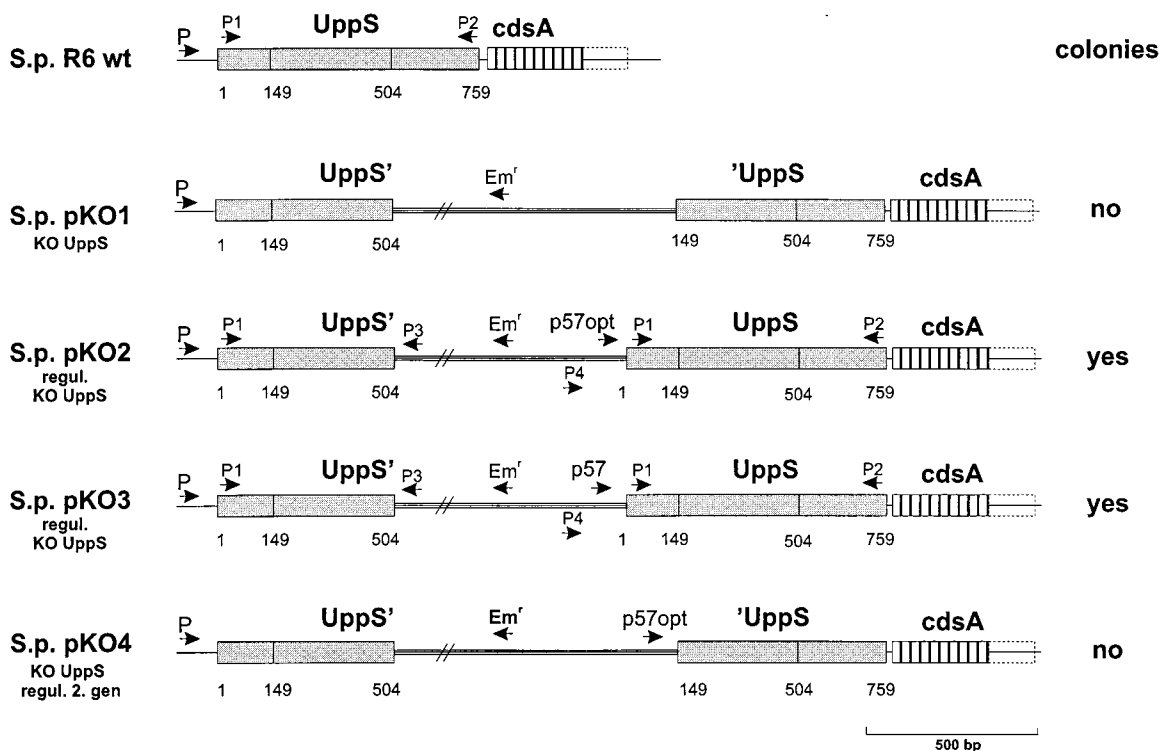 P P1 UppS P2 cdsA
S.p. R6 wt colonies
1 149 504 759
UppS' Emʳ 'UppS cdsA
P
S.p. pKO1 no
KO UppS
1 149 504 149 504 759
P P1 UppS' P3 Emʳ p57opt P1 UppS P2 cdsA
S.p. pKO2 yes
regul.
KO UppS
P4
1 149 504 1 149 504 759
P P1 UppS' P3 Emʳ p57 P1 UppS P2 cdsA
S.p. pKO3 yes
regul.
KO UppS
P4
1 149 504 1 149 504 759
P UppS' Emʳ p57opt 'UppS cdsA
S.p. pKO4 no
KO UppS
regul. 2. gen
1 149 504 149 504 759
500 bp